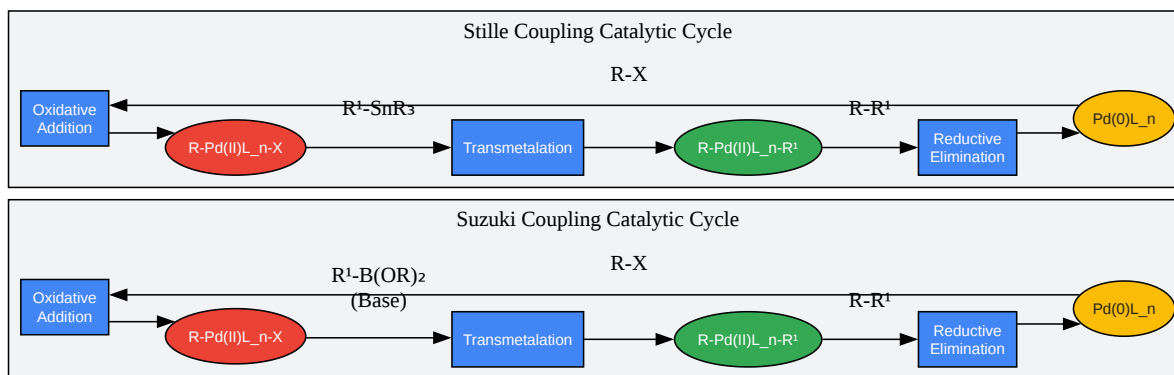 Stille Coupling Catalytic Cycle
R-X
Oxidative
Addition
R¹-SnR₃
R-R¹
Pd(0)L_n
R-Pd(II)L_n-X
Transmetalation
R-Pd(II)L_n-R¹
Reductive
Elimination
Suzuki Coupling Catalytic Cycle
R-X
R¹-B(OR)₂
(Base)
Oxidative
Addition
R-R¹
Pd(0)L_n
R-Pd(II)L_n-X
Transmetalation
R-Pd(II)L_n-R¹
Reductive
Elimination